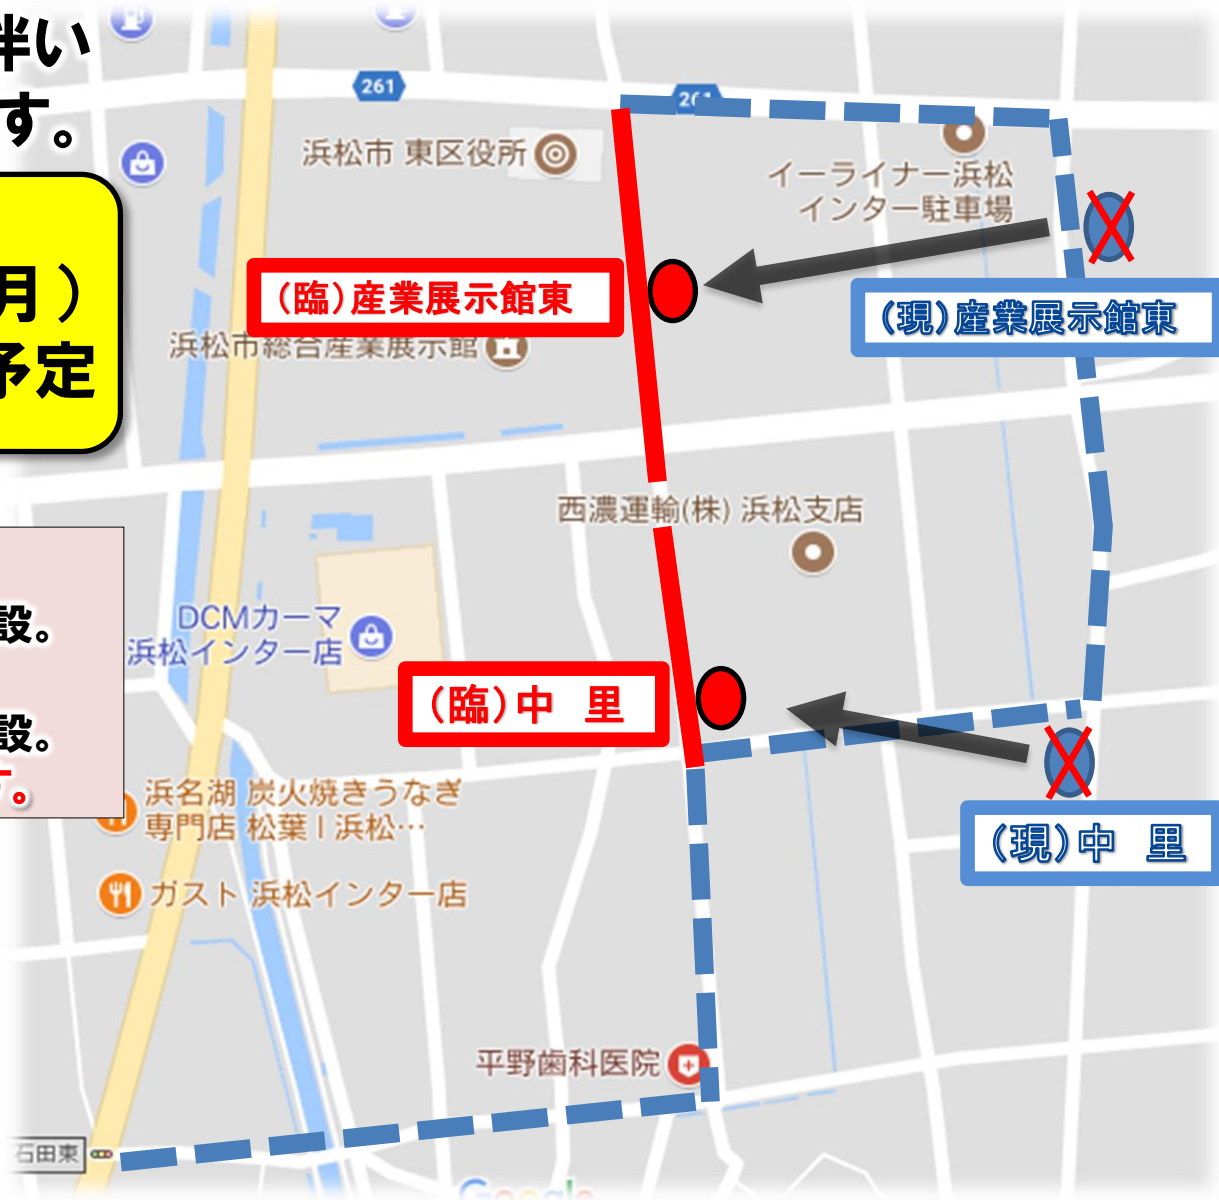 伴い
す。
月）
予定
設。
設。
す。
261
261
浜松市 東区役所
イーライナー浜松
インター駐車場
（臨）産業展示館東
（現）産業展示館東
浜松市総合産業展示館
西濃運輸(株) 浜松支店
DCMカーマ
浜松インター店
（臨）中　里
（現）中　里
浜名湖 炭火焼きうなぎ
専門店 松葉 | 浜松…
ガスト 浜松インター店
平野歯科医院
石田東
Google